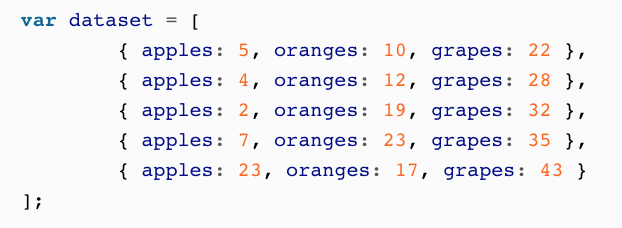 var dataset = [
{ apples: 5, oranges: 10, grapes: 22 },
{ apples: 4, oranges: 12, grapes: 28 },
{ apples: 2, oranges: 19, grapes: 32 },
{ apples: 7, oranges: 23, grapes: 35 },
{ apples: 23, oranges: 17, grapes: 43 }
];